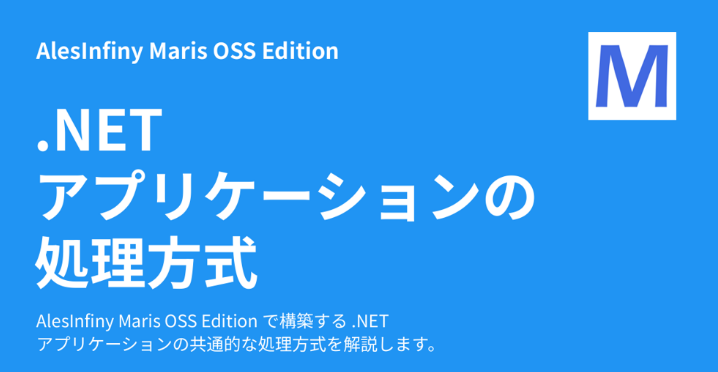 AlesInfiny Maris OSS Edition
M
.NET
アプリケーションの
処理方式
AlesInfiny Maris OSS Edition で構築する .NET
アプリケーションの共通的な処理方式を解説します。